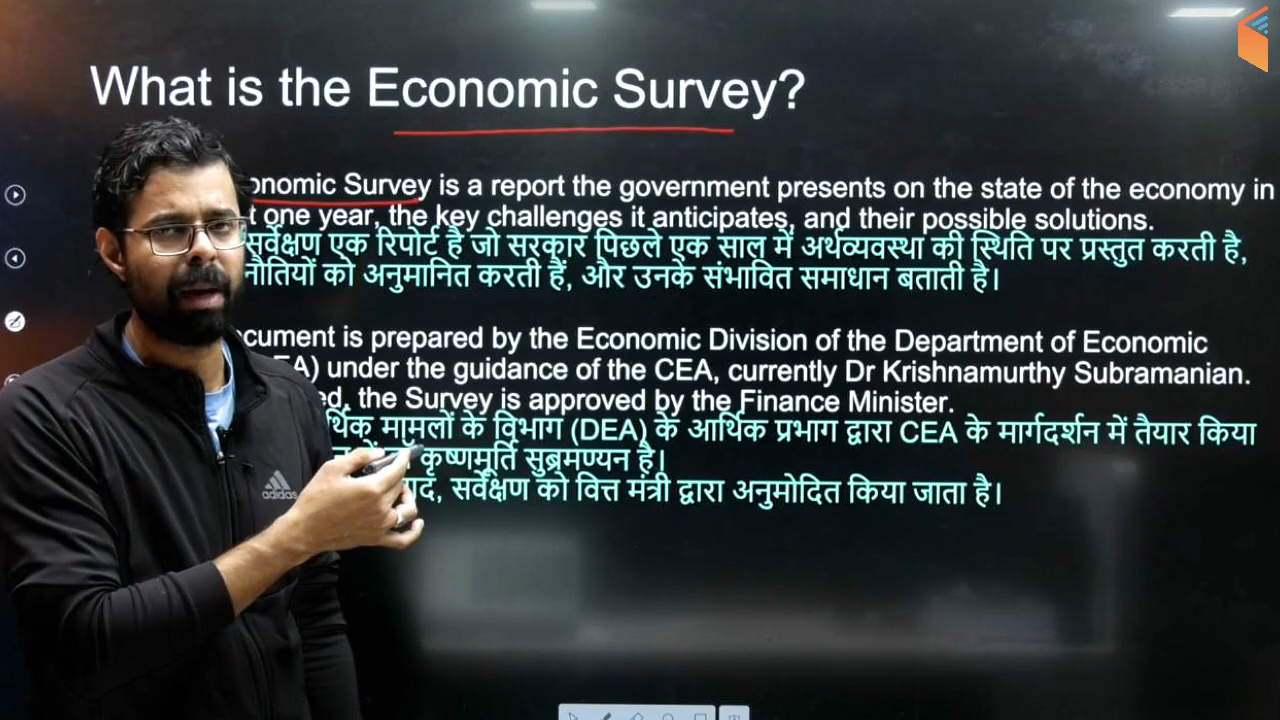 What is the Economic Survey?
onomic Survey is a report the government presents on the state of the economy in
t one year, the key challenges it anticipates, and their possible solutions.
सर्वेक्षण एक रिपोर्ट है जो सरकार पिछले एक साल में अर्थव्यवस्था की स्थिति पर प्रस्तुत करती है,
नौतियों को अनुमानित करती हैं, और उनके संभावित समाधान बताती है।
cument is prepared by the Economic Division of the Department of Economic
EA) under the guidance of the CEA, currently Dr Krishnamurthy Subramanian.
ed, the Survey is approved by the Finance Minister.
र्थिक मामलों के विभाग (DEA) के आर्थिक प्रभाग द्वारा CEA के मार्गदर्शन में तैयार किया
कृष्णमूर्ति सुब्रमण्यन है।
सर्वेक्षण को वित्त मंत्री द्वारा अनुमोदित किया जाता है।
adidas